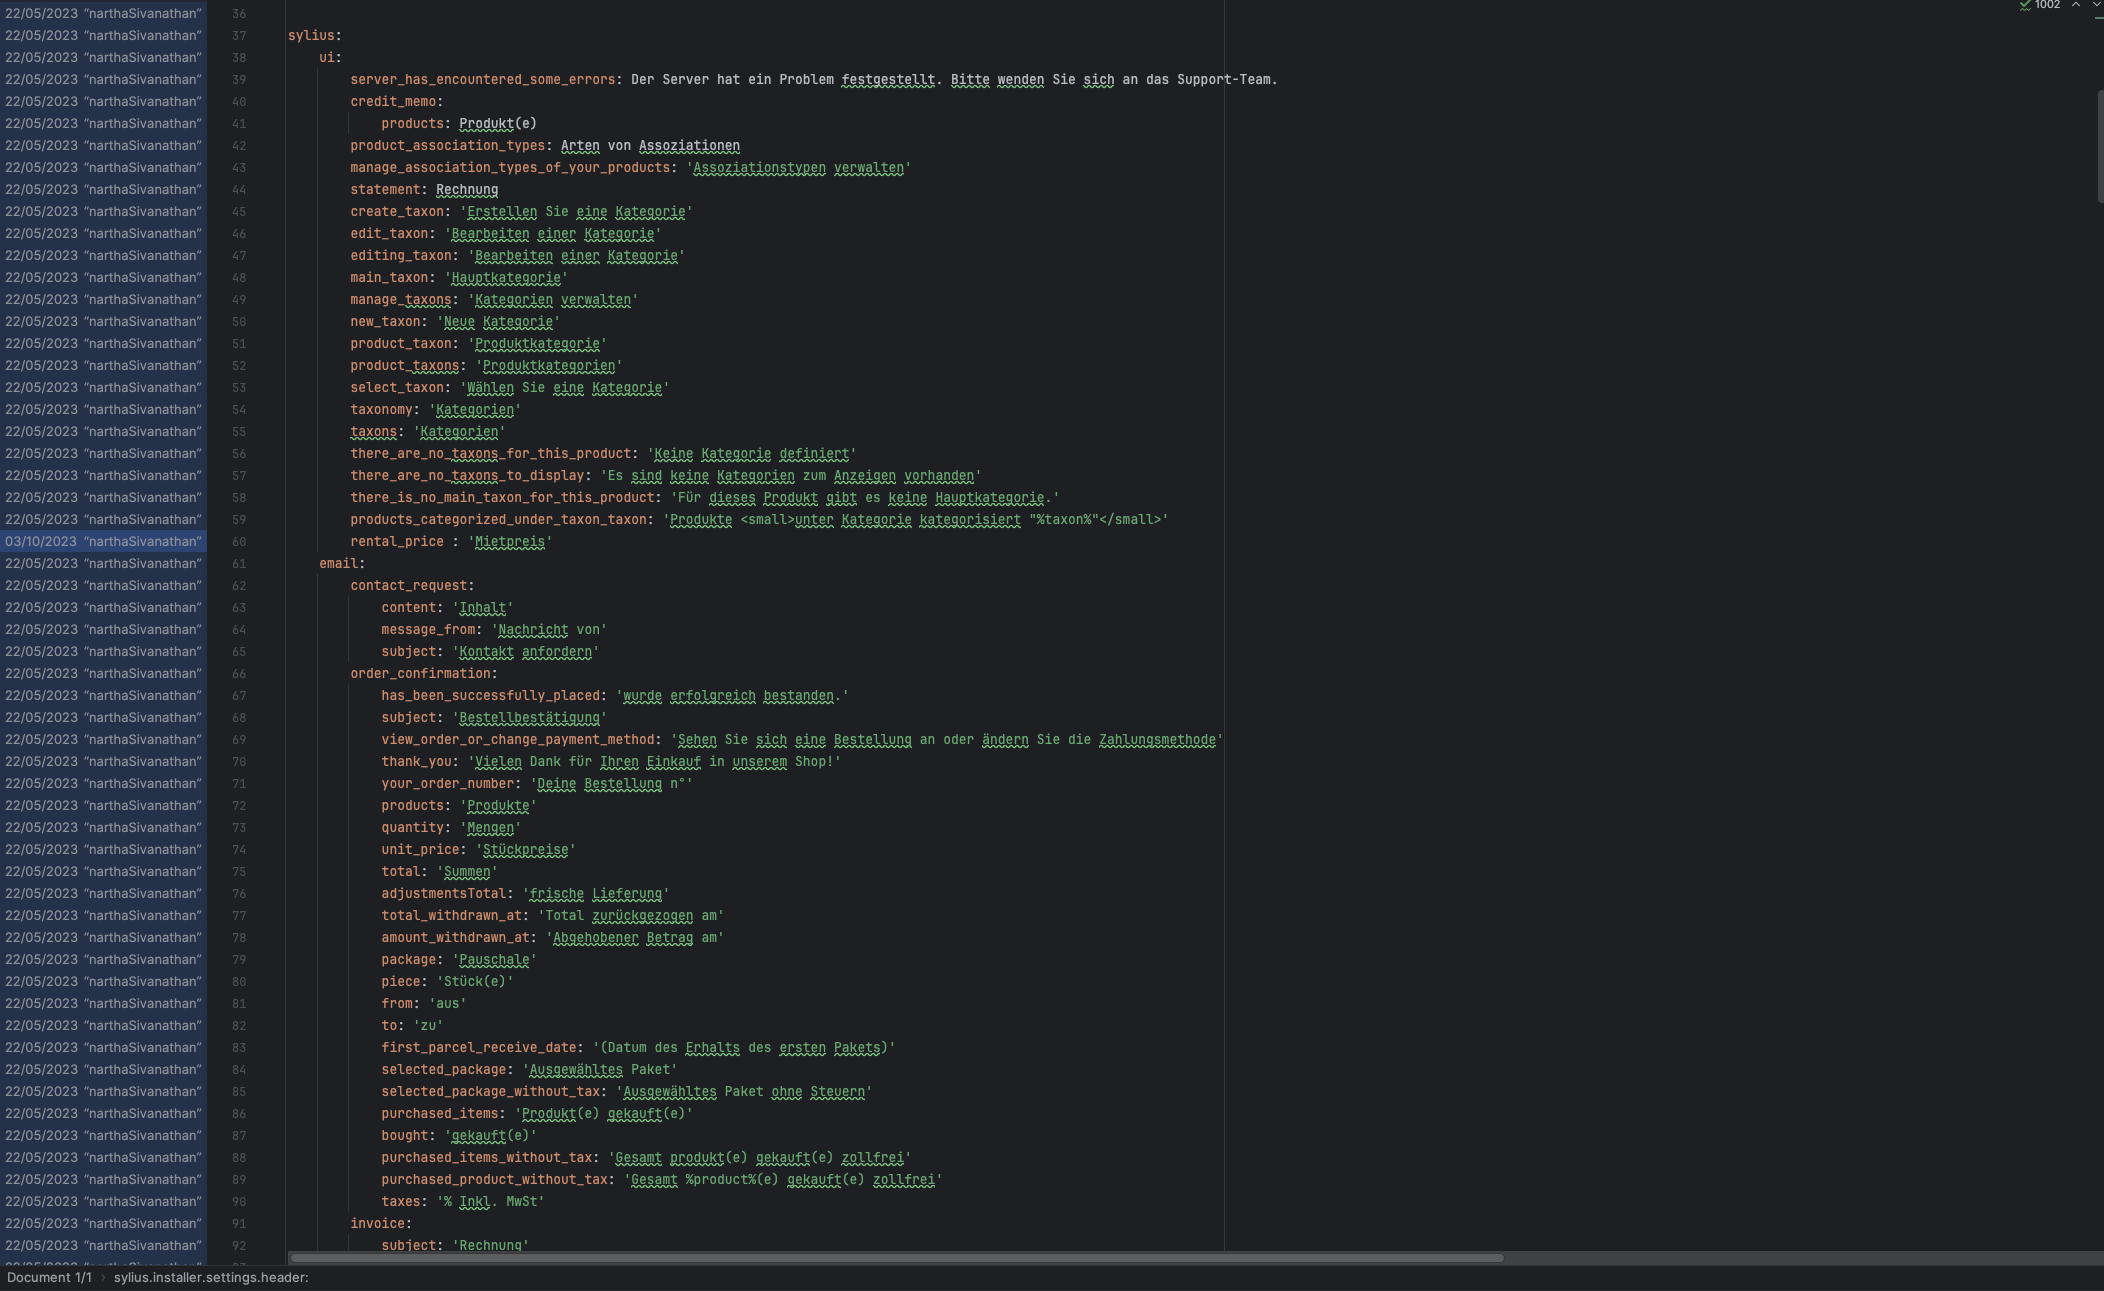 1002
22/05/2023 “narthaSivanathan” 36
22/05/2023 “narthaSivanathan” 37 sylius:
22/05/2023 “narthaSivanathan” 38 ui:
22/05/2023 “narthaSivanathan” 39 server_has_encountered_some_errors: Der Server hat ein Problem festgestellt. Bitte wenden Sie sich an das Support-Team.
22/05/2023 “narthaSivanathan” 40 credit_memo:
22/05/2023 “narthaSivanathan” 41 products: Produkt(e)
22/05/2023 “narthaSivanathan” 42 product_association_types: Arten von Assoziationen
22/05/2023 “narthaSivanathan” 43 manage_association_types_of_your_products: 'Assoziationstypen verwalten'
22/05/2023 “narthaSivanathan” 44 statement: Rechnung
22/05/2023 “narthaSivanathan” 45 create_taxon: 'Erstellen Sie eine Kategorie'
22/05/2023 “narthaSivanathan” 46 edit_taxon: 'Bearbeiten einer Kategorie'
22/05/2023 “narthaSivanathan” 47 editing_taxon: 'Bearbeiten einer Kategorie'
22/05/2023 “narthaSivanathan” 48 main_taxon: 'Hauptkategorie'
22/05/2023 “narthaSivanathan” 49 manage_taxons: 'Kategorien verwalten'
22/05/2023 “narthaSivanathan” 50 new_taxon: 'Neue Kategorie'
22/05/2023 “narthaSivanathan” 51 product_taxon: 'Produktkategorie'
22/05/2023 “narthaSivanathan” 52 product_taxons: 'Produktkategorien'
22/05/2023 “narthaSivanathan” 53 select_taxon: 'Wählen Sie eine Kategorie'
22/05/2023 “narthaSivanathan” 54 taxonomy: 'Kategorien'
22/05/2023 “narthaSivanathan” 55 taxons: 'Kategorien'
22/05/2023 “narthaSivanathan” 56 there_are_no_taxons_for_this_product: 'Keine Kategorie definiert'
22/05/2023 “narthaSivanathan” 57 there_are_no_taxons_to_display: 'Es sind keine Kategorien zum Anzeigen vorhanden'
22/05/2023 “narthaSivanathan” 58 there_is_no_main_taxon_for_this_product: 'Für dieses Produkt gibt es keine Hauptkategorie.'
22/05/2023 “narthaSivanathan” 59 products_categorized_under_taxon_taxon: 'Produkte <small>unter Kategorie kategorisiert "%taxon%"</small>'
03/10/2023 “narthaSivanathan” 60 rental_price : 'Mietpreis'
22/05/2023 “narthaSivanathan” 61 email:
22/05/2023 “narthaSivanathan” 62 contact_request:
22/05/2023 “narthaSivanathan” 63 content: 'Inhalt'
22/05/2023 “narthaSivanathan” 64 message_from: 'Nachricht von'
22/05/2023 “narthaSivanathan” 65 subject: 'Kontakt anfordern'
22/05/2023 “narthaSivanathan” 66 order_confirmation:
22/05/2023 “narthaSivanathan” 67 has_been_successfully_placed: 'wurde erfolgreich bestanden.'
22/05/2023 “narthaSivanathan” 68 subject: 'Bestellbestätigung'
22/05/2023 “narthaSivanathan” 69 view_order_or_change_payment_method: 'Sehen Sie sich eine Bestellung an oder ändern Sie die Zahlungsmethode'
22/05/2023 “narthaSivanathan” 70 thank_you: 'Vielen Dank für Ihren Einkauf in unserem Shop!'
22/05/2023 “narthaSivanathan” 71 your_order_number: 'Deine Bestellung n°'
22/05/2023 “narthaSivanathan” 72 products: 'Produkte'
22/05/2023 “narthaSivanathan” 73 quantity: 'Mengen'
22/05/2023 “narthaSivanathan” 74 unit_price: 'Stückpreise'
22/05/2023 “narthaSivanathan” 75 total: 'Summen'
22/05/2023 “narthaSivanathan” 76 adjustmentsTotal: 'frische Lieferung'
22/05/2023 “narthaSivanathan” 77 total_withdrawn_at: 'Total zurückgezogen am'
22/05/2023 “narthaSivanathan” 78 amount_withdrawn_at: 'Abgehobener Betrag am'
22/05/2023 “narthaSivanathan” 79 package: 'Pauschale'
22/05/2023 “narthaSivanathan” 80 piece: 'Stück(e)'
22/05/2023 “narthaSivanathan” 81 from: 'aus'
22/05/2023 “narthaSivanathan” 82 to: 'zu'
22/05/2023 “narthaSivanathan” 83 first_parcel_receive_date: '(Datum des Erhalts des ersten Pakets)'
22/05/2023 “narthaSivanathan” 84 selected_package: 'Ausgewähltes Paket'
22/05/2023 “narthaSivanathan” 85 selected_package_without_tax: 'Ausgewähltes Paket ohne Steuern'
22/05/2023 “narthaSivanathan” 86 purchased_items: 'Produkt(e) gekauft(e)'
22/05/2023 “narthaSivanathan” 87 bought: 'gekauft(e)'
22/05/2023 “narthaSivanathan” 88 purchased_items_without_tax: 'Gesamt produkt(e) gekauft(e) zollfrei'
22/05/2023 “narthaSivanathan” 89 purchased_product_without_tax: 'Gesamt %product%(e) gekauft(e) zollfrei'
22/05/2023 “narthaSivanathan” 90 taxes: '% Inkl. MwSt'
22/05/2023 “narthaSivanathan” 91 invoice:
22/05/2023 “narthaSivanathan” 92 subject: 'Rechnung'
Document 1/1 › sylius.installer.settings.header: